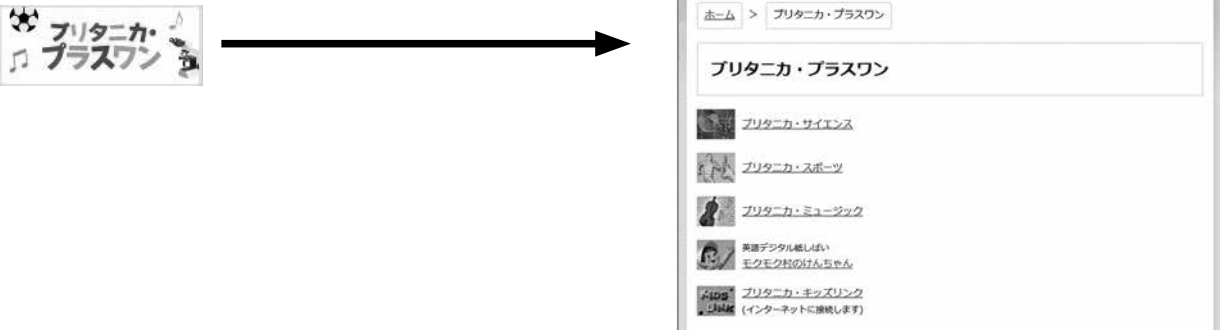 ブリタニカ・
プラスワン
ホーム > ブリタニカ・プラスワン
ブリタニカ・プラスワン
ブリタニカ・サイエンス
ブリタニカ・スポーツ
ブリタニカ・ミュージック
英語デジタル紙しばい
モクモク村のけんちゃん
KIDS
LINK
ブリタニカ・キッズリンク
(インターネットに接続します)